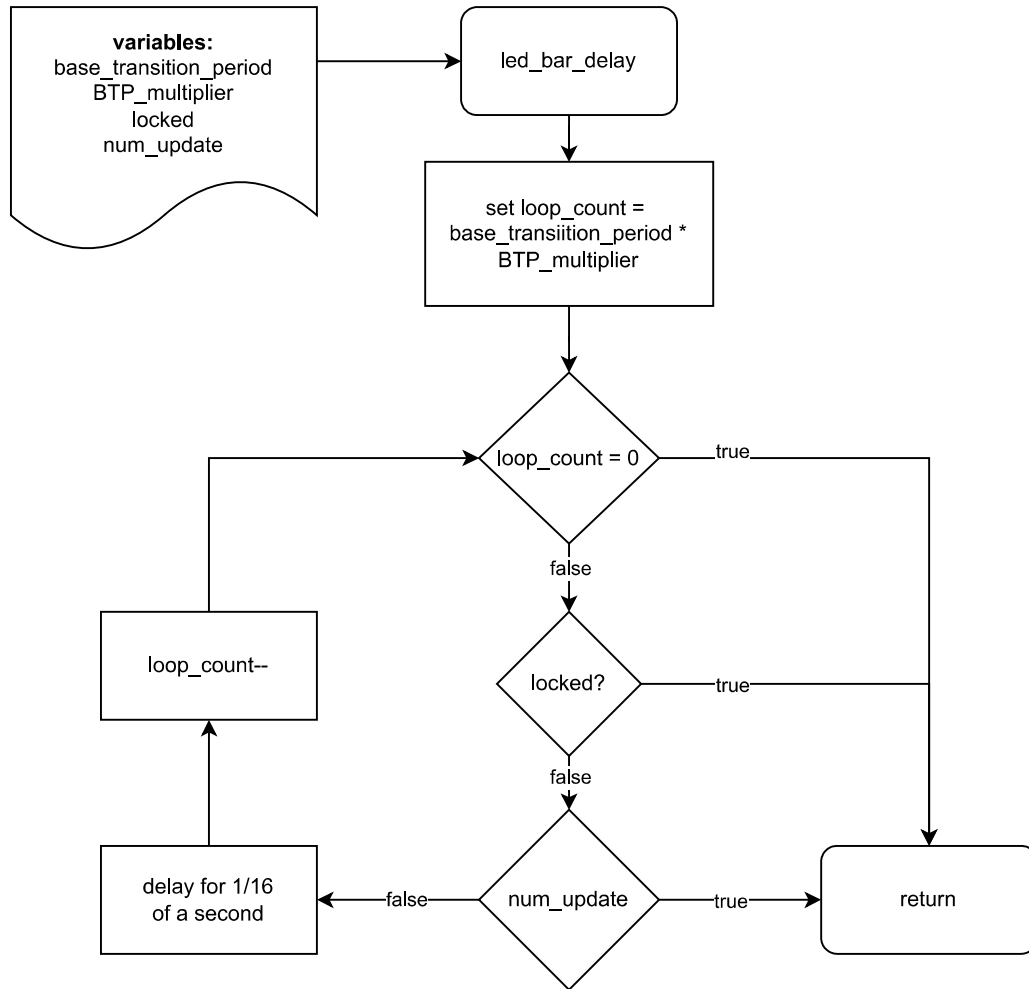 variables:
base_transition_period
BTP_multiplier
locked
num_update
led_bar_delay
set loop_count =
base_transiition_period *
BTP_multiplier
loop_count = 0
true
false
loop_count--
locked?
true
false
delay for 1/16
of a second
false
num_update
true
return